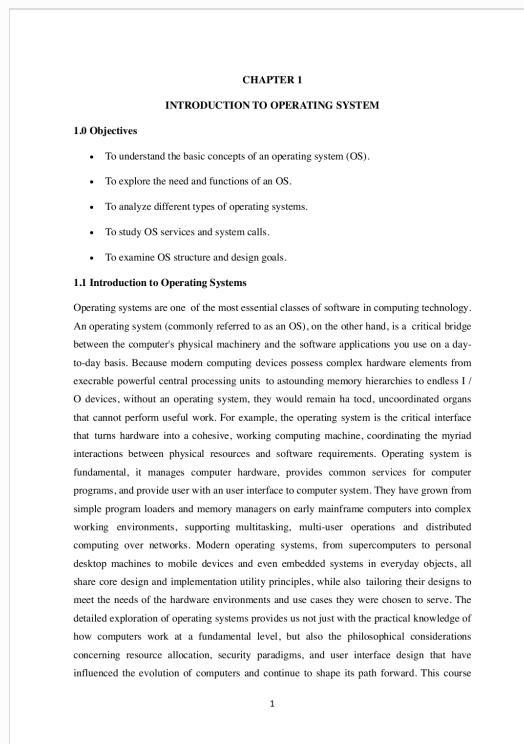 CHAPTER 1
INTRODUCTION TO OPERATING SYSTEM
1.0 Objectives
• To understand the basic concepts of an operating system (OS).
• To explore the need and functions of an OS.
• To analyze different types of operating systems.
• To study OS services and system calls.
• To examine OS structure and design goals.
1.1 Introduction to Operating Systems
Operating systems are one of the most essential classes of software in computing technology.
An operating system (commonly referred to as an OS), on the other hand, is a critical bridge
between the computer's physical machinery and the software applications you use on a day-
to-day basis. Because modern computing devices possess complex hardware elements from
execrable powerful central processing units to astounding memory hierarchies to endless I /
O devices, without an operating system, they would remain ha tocd, uncoordinated organs
that cannot perform useful work. For example, the operating system is the critical interface
that turns hardware into a cohesive, working computing machine, coordinating the myriad
interactions between physical resources and software requirements. Operating system is
fundamental, it manages computer hardware, provides common services for computer
programs, and provide user with an user interface to computer system. They have grown from
simple program loaders and memory managers on early mainframe computers into complex
working environments, supporting multitasking, multi-user operations and distributed
computing over networks. Modern operating systems, from supercomputers to personal
desktop machines to mobile devices and even embedded systems in everyday objects, all
share core design and implementation utility principles, while also tailoring their designs to
meet the needs of the hardware environments and use cases they were chosen to serve. The
detailed exploration of operating systems provides us not just with the practical knowledge of
how computers work at a fundamental level, but also the philosophical considerations
concerning resource allocation, security paradigms, and user interface design that have
influenced the evolution of computers and continue to shape its path forward. This course
1